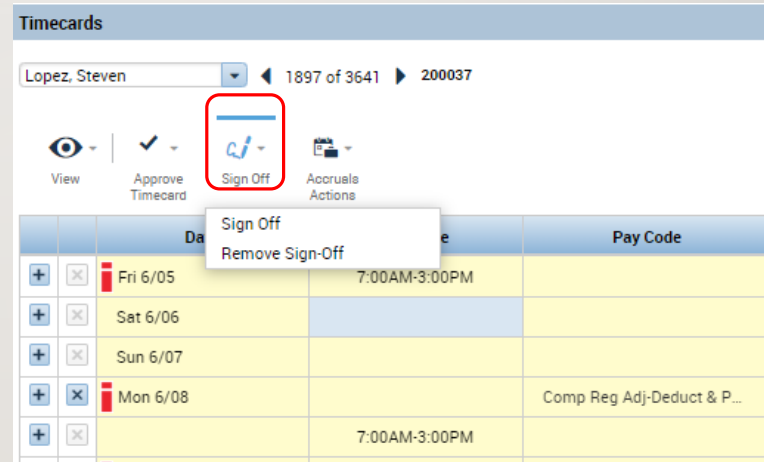 Timecards
Lopez, Steven 1897 of 3641 200037
View Approve Timecard Sign Off Accruals Actions
Sign Off
Remove Sign-Off
Pay Code
Fri 6/05 7:00AM-3:00PM
Sat 6/06
Sun 6/07
Mon 6/08 Comp Reg Adj-Deduct & P...
7:00AM-3:00PM